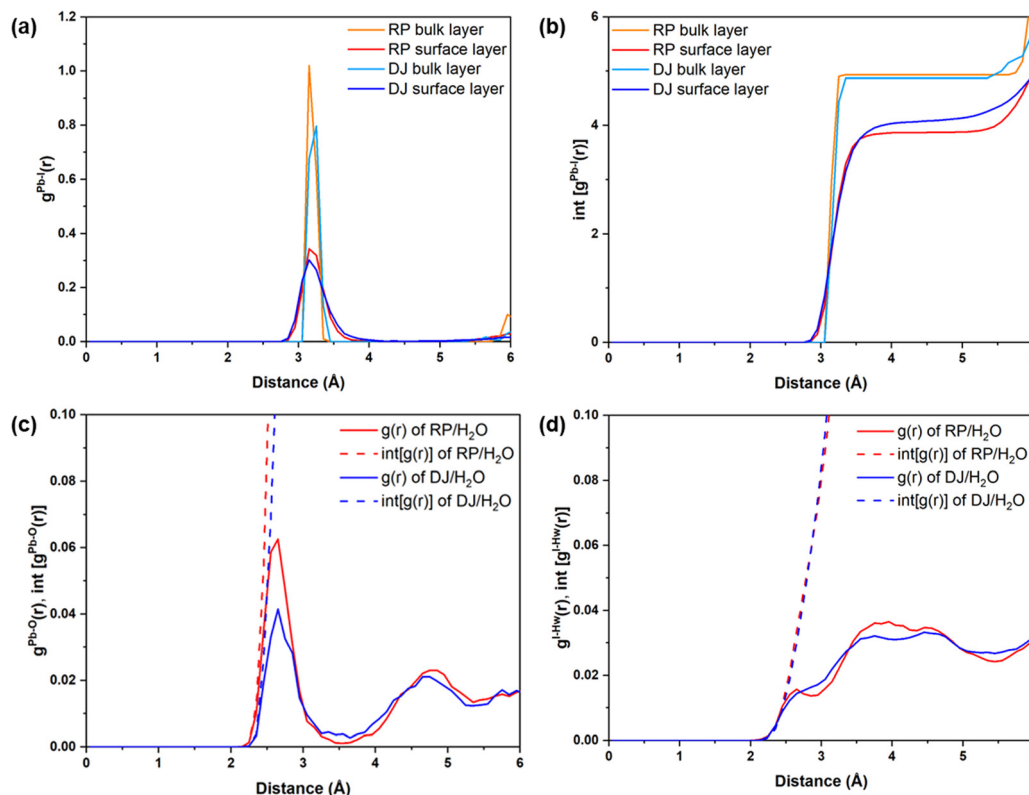 (a)
RP bulk layer
RP surface layer
DJ bulk layer
DJ surface layer
g^Pb-I(r)
1.2
1.0
0.8
0.6
0.4
0.2
0.0
0 1 2 3 4 5 6
Distance (Å)
(b)
RP bulk layer
RP surface layer
DJ bulk layer
DJ surface layer
int [g^Pb-I(r)]
6
4
2
0
0 1 2 3 4 5
Distance (Å)
(c)
g(r) of RP/H₂O
int[g(r)] of RP/H₂O
g(r) of DJ/H₂O
int[g(r)] of DJ/H₂O
g^Pb-O(r), int [g^Pb-O(r)]
0.10
0.08
0.06
0.04
0.02
0.00
0 1 2 3 4 5 6
Distance (Å)
(d)
g(r) of RP/H₂O
int[g(r)] of RP/H₂O
g(r) of DJ/H₂O
int[g(r)] of DJ/H₂O
g^I-Hw(r), int [g^I-Hw(r)]
0.10
0.08
0.06
0.04
0.02
0.00
0 1 2 3 4 5
Distance (Å)